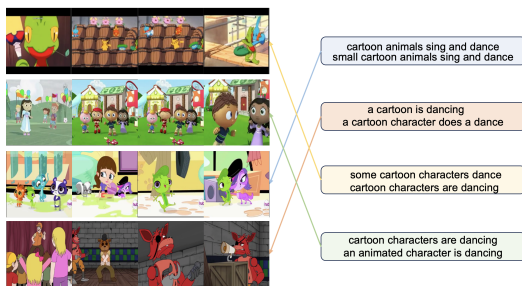 cartoon animals sing and dance
small cartoon animals sing and dance
a cartoon is dancing
a cartoon character does a dance
some cartoon characters dance
cartoon characters are dancing
cartoon characters are dancing
an animated character is dancing